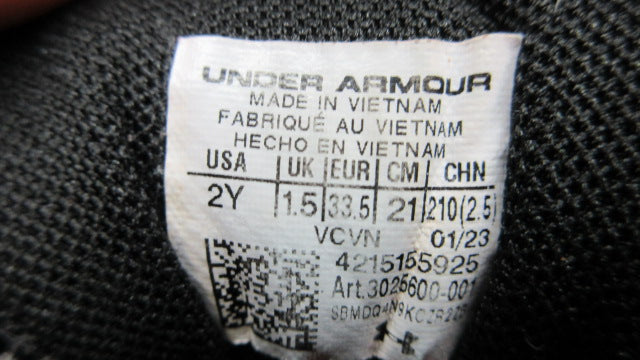 UNDER ARMOUR
MADE IN VIETNAM
FABRIQUÉ AU VIETNAM
HECHO EN VIETNAM
USA UK EUR CM CHN
2Y 1.5 33.5 21 210(2.5)
VCVN 01/23
4215155925
Art.3025600-001